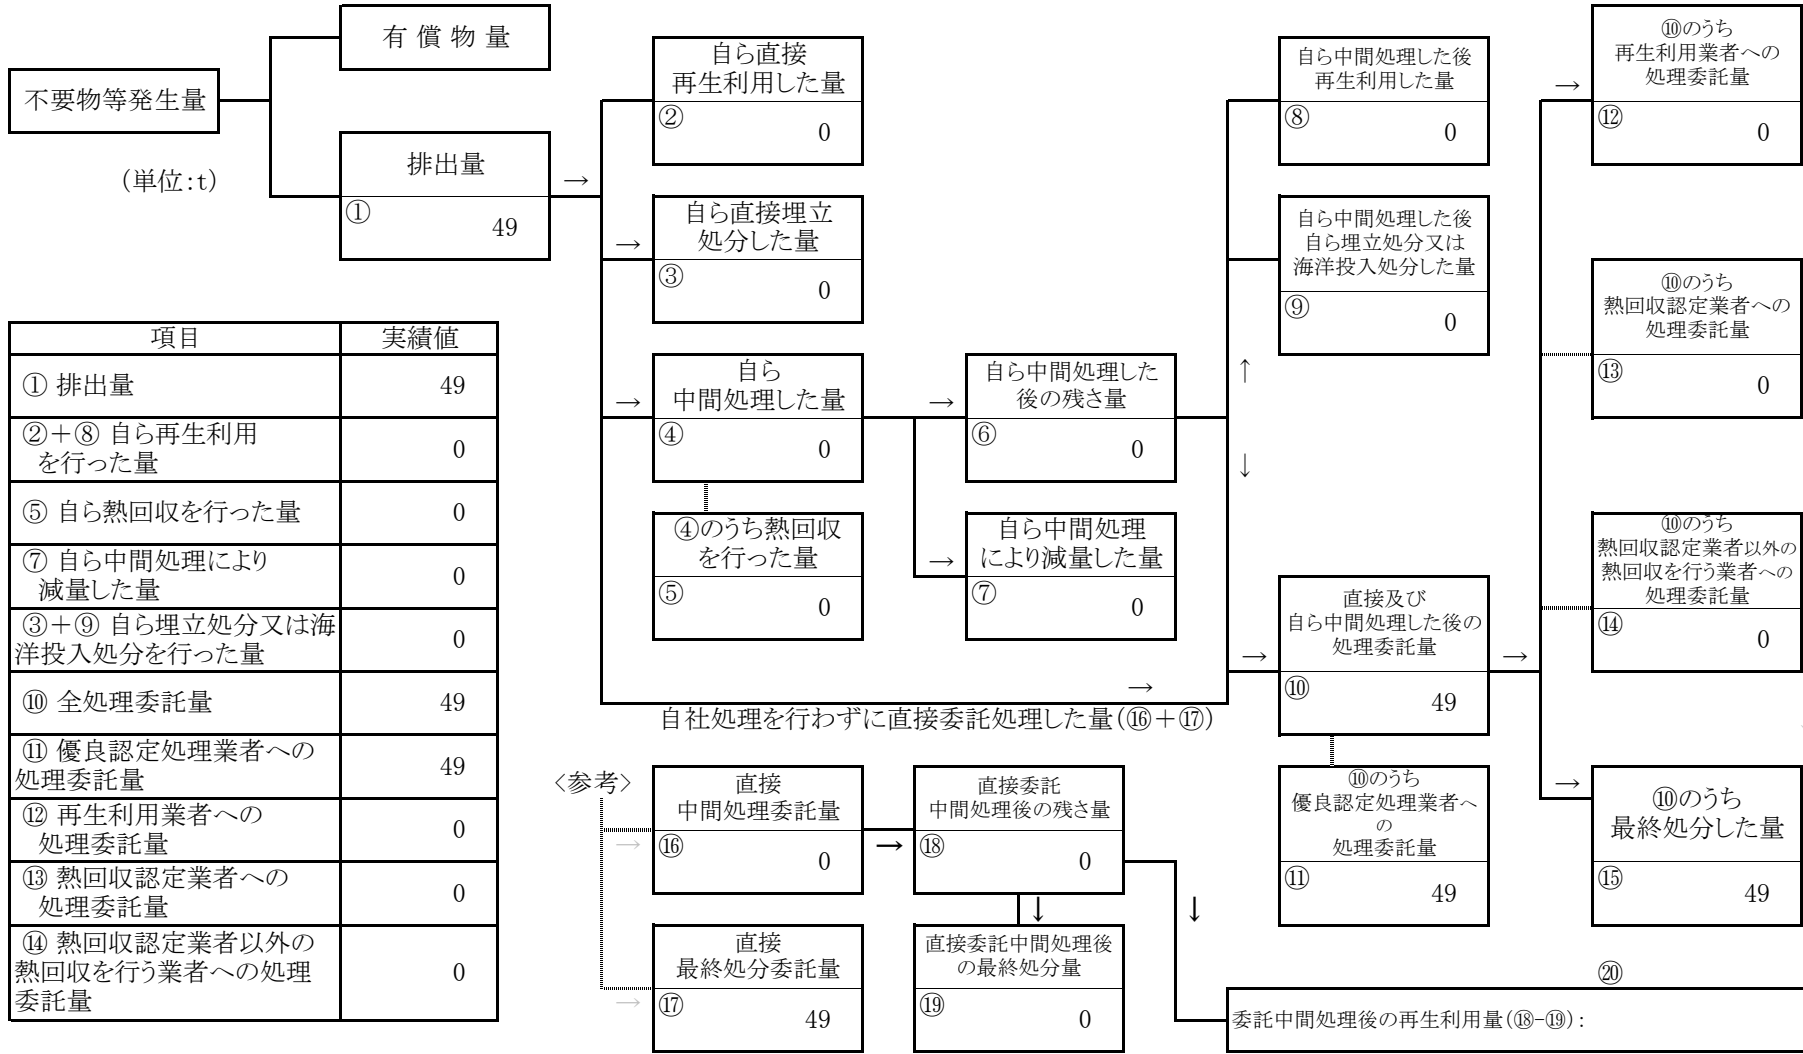 不要物等発生量
有 償 物 量
(単位:t)
排出量
①
49
→
自ら直接
再生利用した量
②
0
→
自ら直接埋立
処分した量
③
0
→
自ら
中間処理した量
④
0
④のうち熱回収
を行った量
⑤
0
→
自ら中間処理した
後の残さ量
⑥
0
→
自ら中間処理
により減量した量
⑦
0
↑
↓
自ら中間処理した後
再生利用した量
⑧
0
自ら中間処理した後
自ら埋立処分又は
海洋投入処分した量
⑨
0
→
自社処理を行わずに直接委託処理した量(⑯+⑰)
→
直接及び
自ら中間処理した後の
処理委託量
⑩
49
→
⑩のうち
優良認定処理業者へ
の
処理委託量
⑪
49
→
⑩のうち
再生利用業者への
処理委託量
⑫
0
⑩のうち
熱回収認定業者への
処理委託量
⑬
0
⑩のうち
熱回収認定業者以外の
熱回収を行う業者への
処理委託量
⑭
0
→
⑩のうち
最終処分した量
⑮
49
項目 実績値
① 排出量 49
②+⑧ 自ら再生利用
を行った量 0
⑤ 自ら熱回収を行った量 0
⑦ 自ら中間処理により
減量した量 0
③+⑨ 自ら埋立処分又は海
洋投入処分を行った量 0
⑩ 全処理委託量 49
⑪ 優良認定処理業者への
処理委託量 49
⑫ 再生利用業者への
処理委託量 0
⑬ 熱回収認定業者への
処理委託量 0
⑭ 熱回収認定業者以外の
熱回収を行う業者への処理
委託量 0
<参考>
→
直接
中間処理委託量
⑯
0
→
直接委託
中間処理後の残さ量
⑱
0
↓
↓
→
直接
最終処分委託量
⑰
49
直接委託中間処理後
の最終処分量
⑲
0
⑳
委託中間処理後の再生利用量(⑱-⑲):